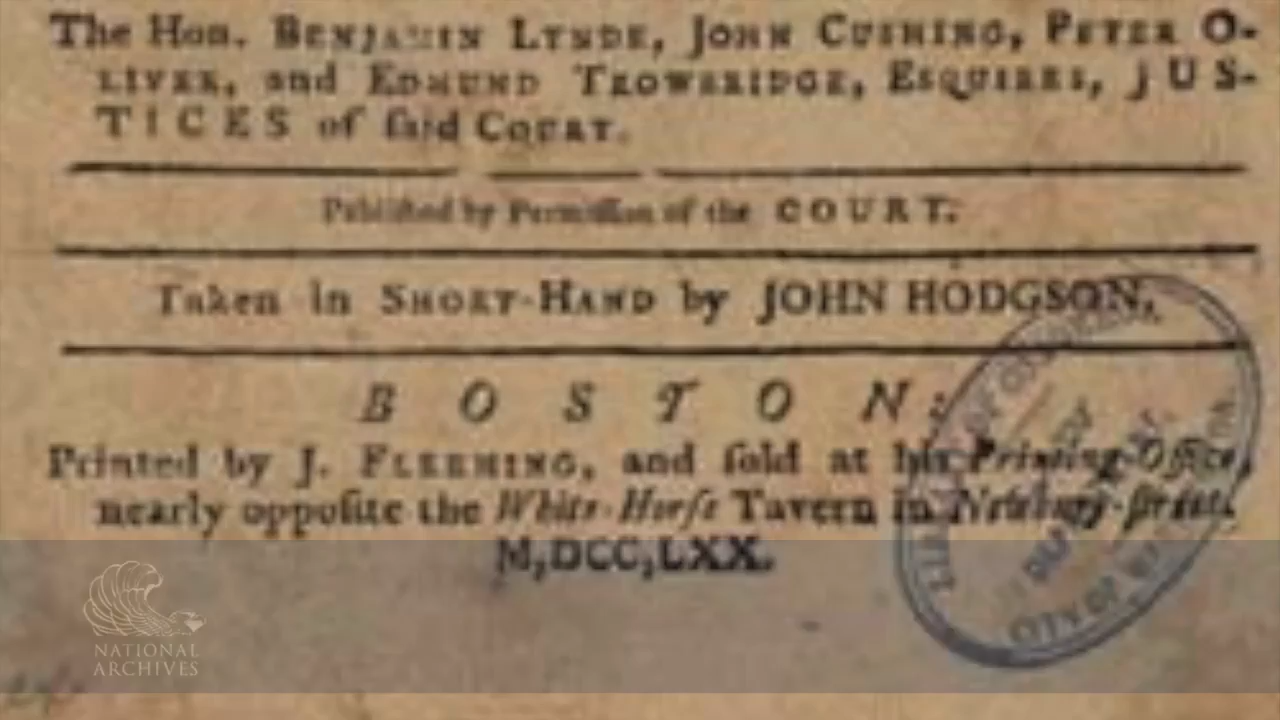 The Hon. BENJAMIN LYNDE, JOHN CUSHING, PETER O-
LIVER, and EDMUND TROWBRIDGE, ESQUIRES, JUS-
TICES of ſaid COURT.
Publiſhed by Permiſſion of the COURT.
Taken in SHORT-HAND by JOHN HODGSON.
BOSTON:
Printed by J. FLEEMING, and ſold at his Printing-Office,
nearly oppoſite the White-Horſe Tavern in Newbury-ſtreet.
M,DCC,LXX.
NATIONAL
ARCHIVES
CITY OF